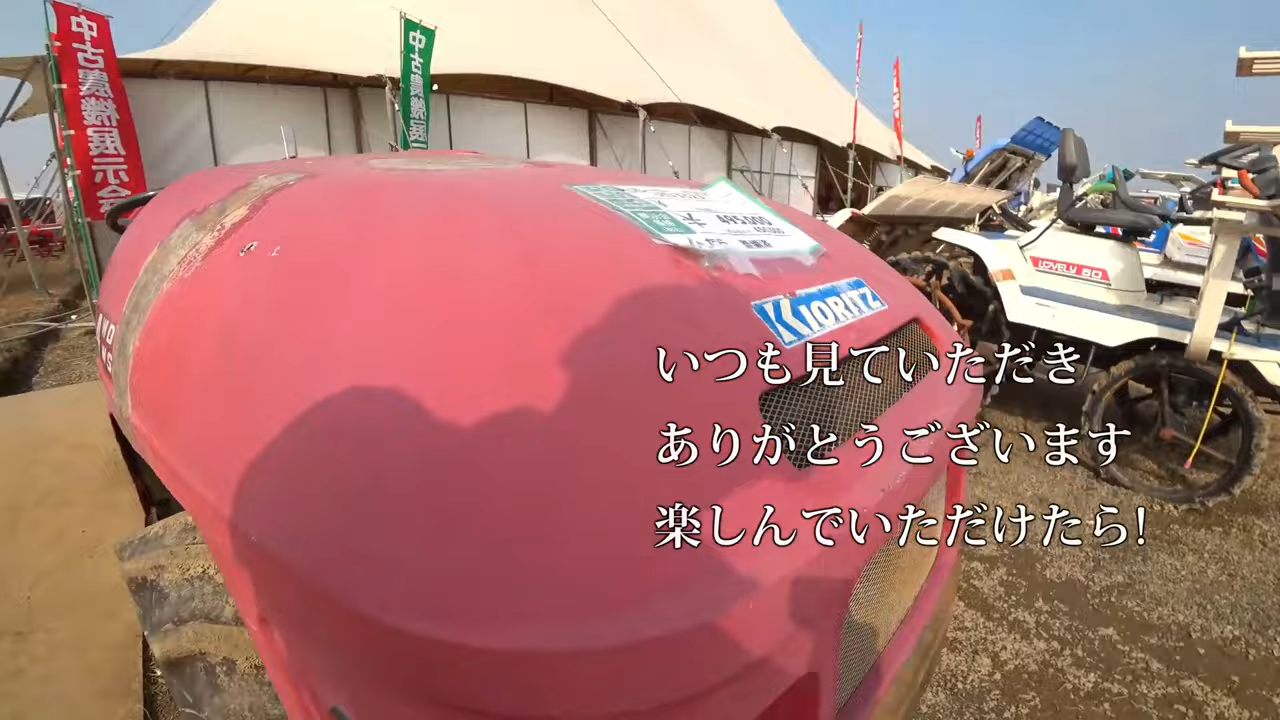 中古農機展示会
中古農機展示
¥ 495,000
KIORITZ
LOVELY 50
いつも見ていただき
ありがとうございます
楽しんでいただけたら!